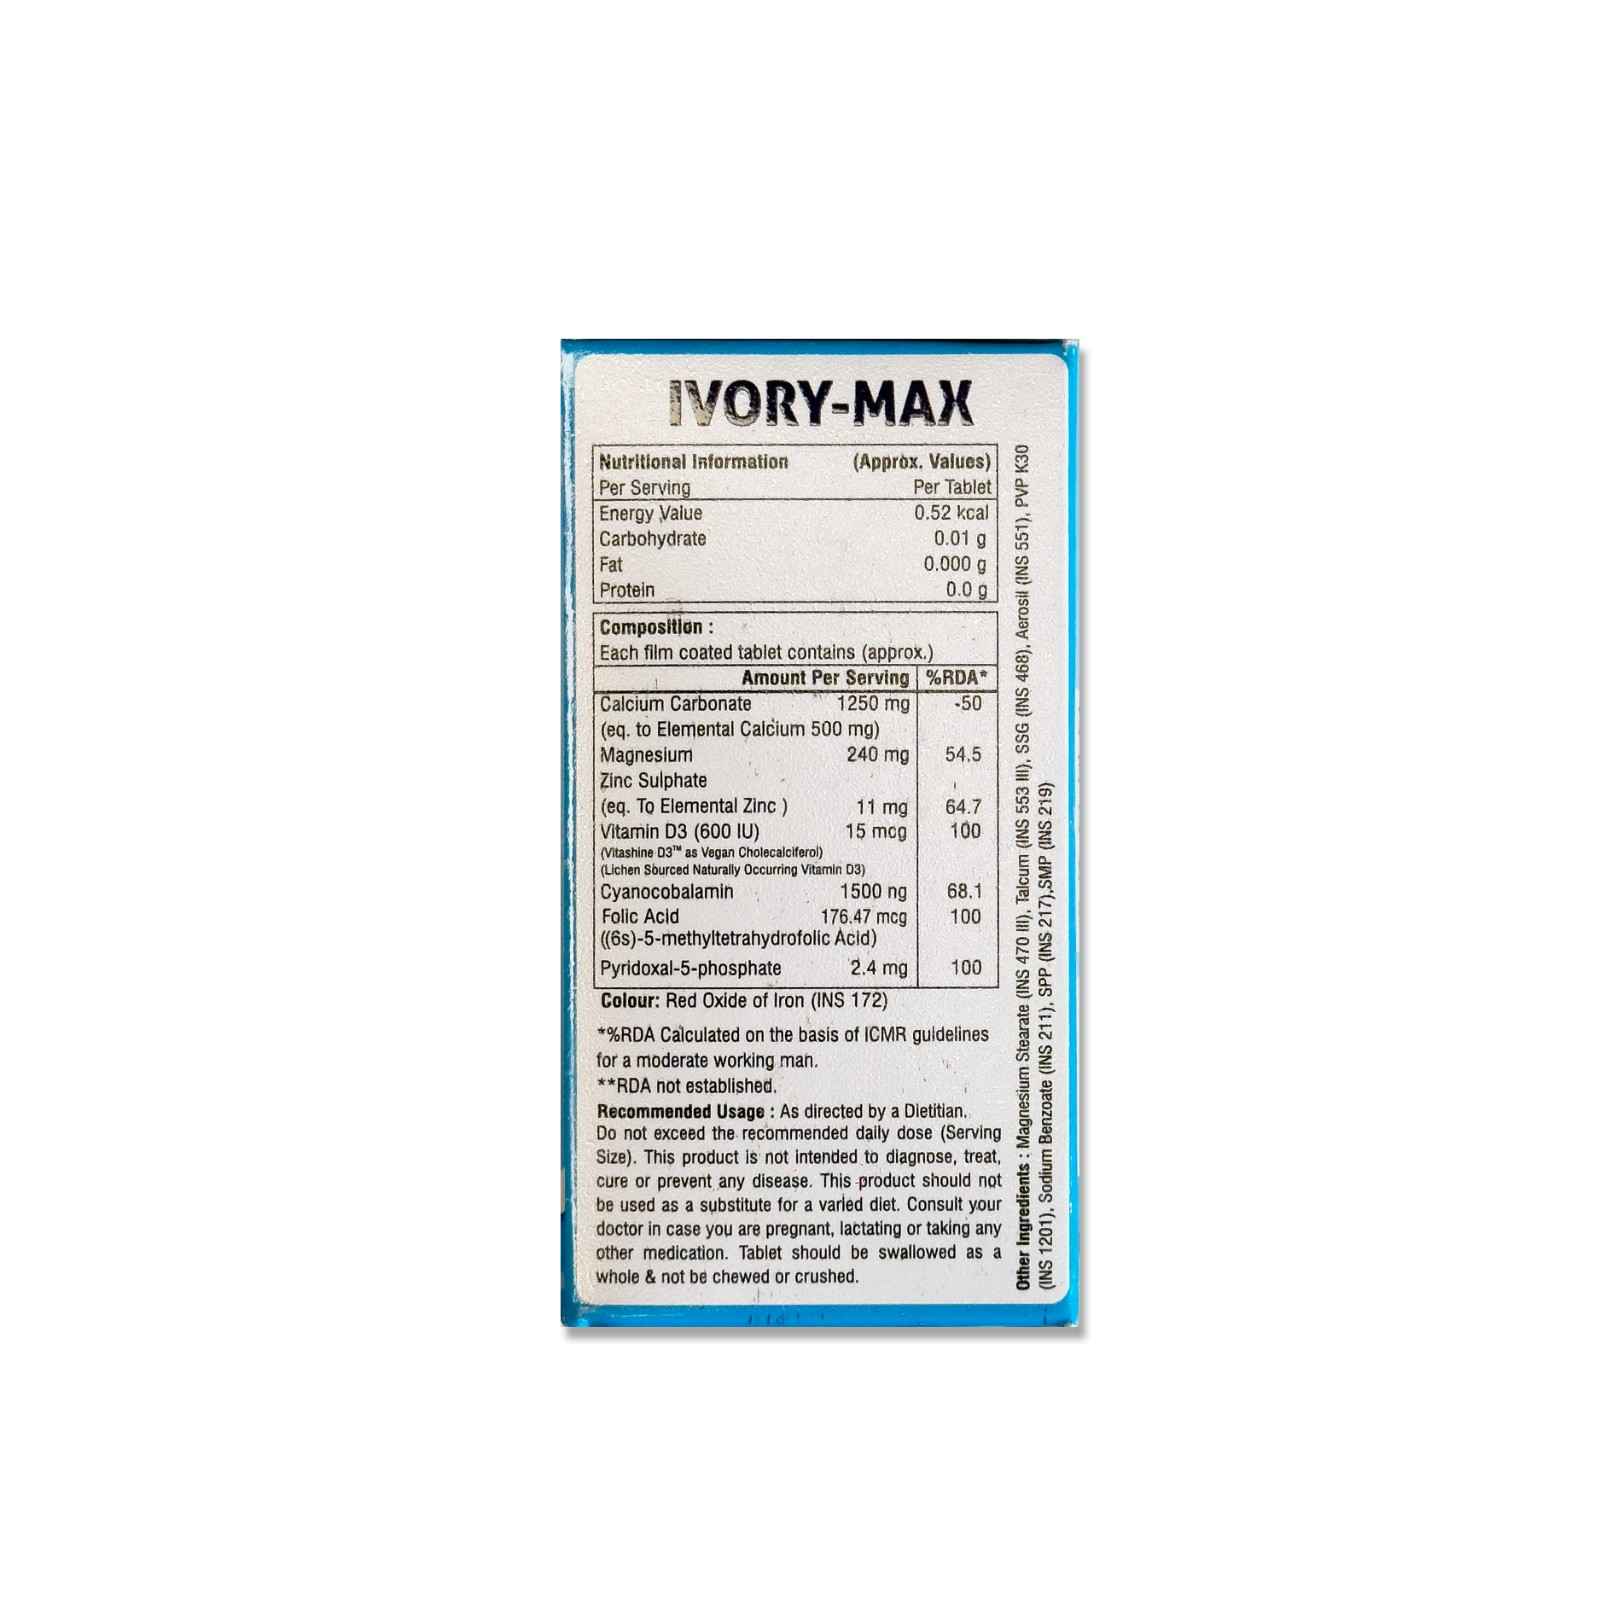 IVORY-MAX
Nutritional Information (Approx. Values)
Per Serving Per Tablet
Energy Value 0.52 kcal
Carbohydrate 0.01 g
Fat 0.000 g
Protein 0.0 g
Composition :
Each film coated tablet contains (approx.)
Amount Per Serving %RDA*
Calcium Carbonate 1250 mg -50
(eq. to Elemental Calcium 500 mg)
Magnesium 240 mg 54.5
Zinc Sulphate
(eq. To Elemental Zinc ) 11 mg 64.7
Vitamin D3 (600 IU) 15 mcg 100
(Vitashine D3™ as Vegan Cholecalciferol)
(Lichen Sourced Naturally Occurring Vitamin D3)
Cyanocobalamin 1500 ng 68.1
Folic Acid 176.47 mcg 100
((6s)-5-methyltetrahydrofolic Acid)
Pyridoxal-5-phosphate 2.4 mg 100
Colour: Red Oxide of Iron (INS 172)
*%RDA Calculated on the basis of ICMR guidelines
for a moderate working man.
**RDA not established.
Recommended Usage : As directed by a Dietitian.
Do not exceed the recommended daily dose (Serving
Size). This product is not intended to diagnose, treat,
cure or prevent any disease. This product should not
be used as a substitute for a varied diet. Consult your
doctor in case you are pregnant, lactating or taking any
other medication. Tablet should be swallowed as a
whole & not be chewed or crushed.
Other Ingredients : Magnesium Stearate (INS 470 III), Talcum (INS 553 III), SSG (INS 468), Aerosil (INS 551), PVP K30
(INS 1201), Sodium Benzoate (INS 211), SPP (INS 217),SMP (INS 219)